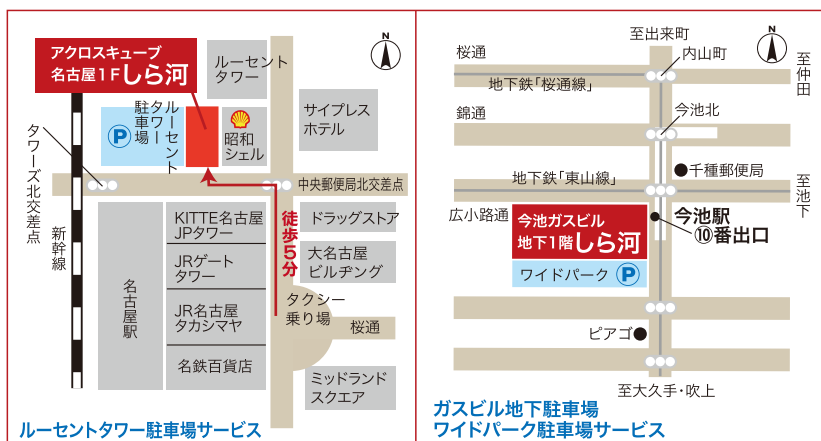 アクロスキューブ
名古屋1F しら河
ルーセント
タワー
N
サイプレス
ホテル
ルーセント
タワー
駐車場
P
昭和
シェル
タワーズ北交差点
中央郵便局北交差点
新幹線
KITTE名古屋
JPタワー
徒歩5分
ドラッグストア
JRゲート
タワー
大名古屋
ビルヂング
名古屋駅
JR名古屋
タカシマヤ
タクシー
乗り場
桜通
名鉄百貨店
ミッドランド
スクエア
ルーセントタワー駐車場サービス
至出来町
N
桜通
内山町
至仲田
地下鉄「桜通線」
錦通
今池北
千種郵便局
地下鉄「東山線」
至池下
広小路通
今池ガスビル
地下1階 しら河
今池駅
⑩番出口
ワイドパーク P
ピアゴ
至大久手・吹上
ガスビル地下駐車場
ワイドパーク駐車場サービス